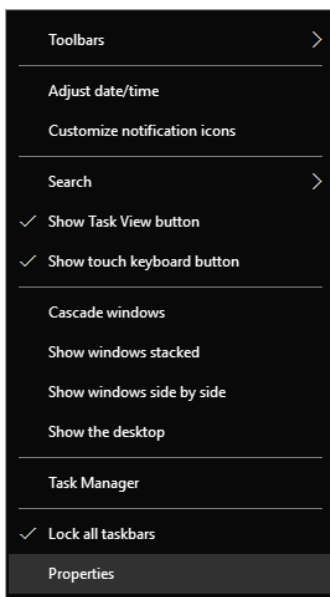 Toolbars
Adjust date/time
Customize notification icons
Search
Show Task View button
Show touch keyboard button
Cascade windows
Show windows stacked
Show windows side by side
Show the desktop
Task Manager
Lock all taskbars
Properties